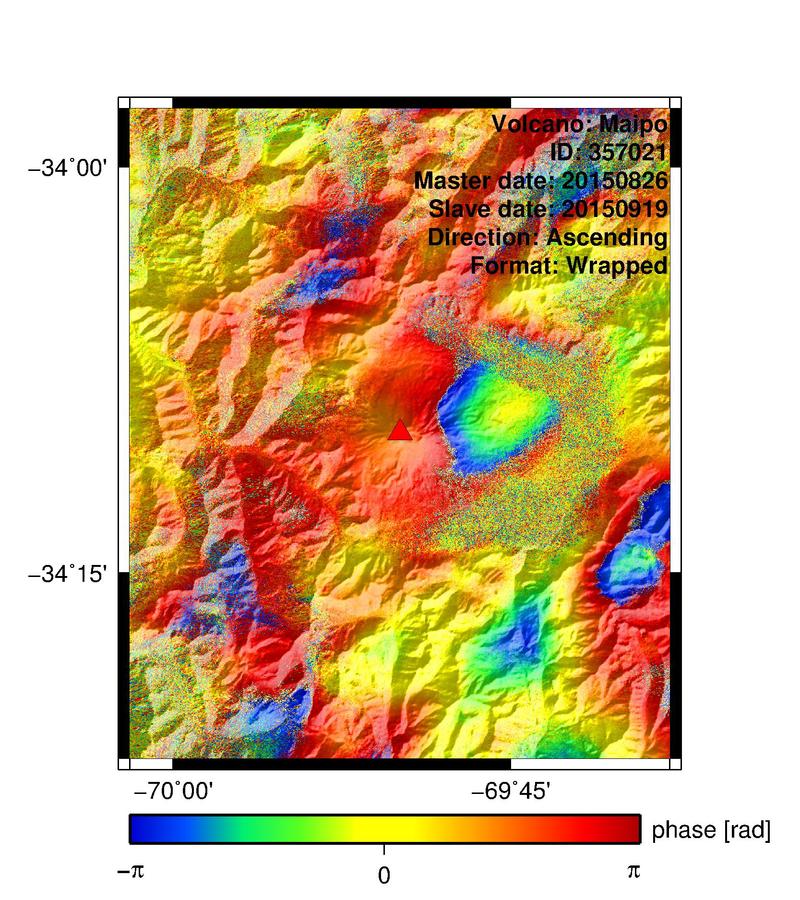 Volcano: Maipo
ID: 357021
Master date: 20150826
Slave date: 20150919
Direction: Ascending
Format: Wrapped
−34˚00'
−34˚15'
−70˚00'
−69˚45'
phase [rad]
−π
0
π